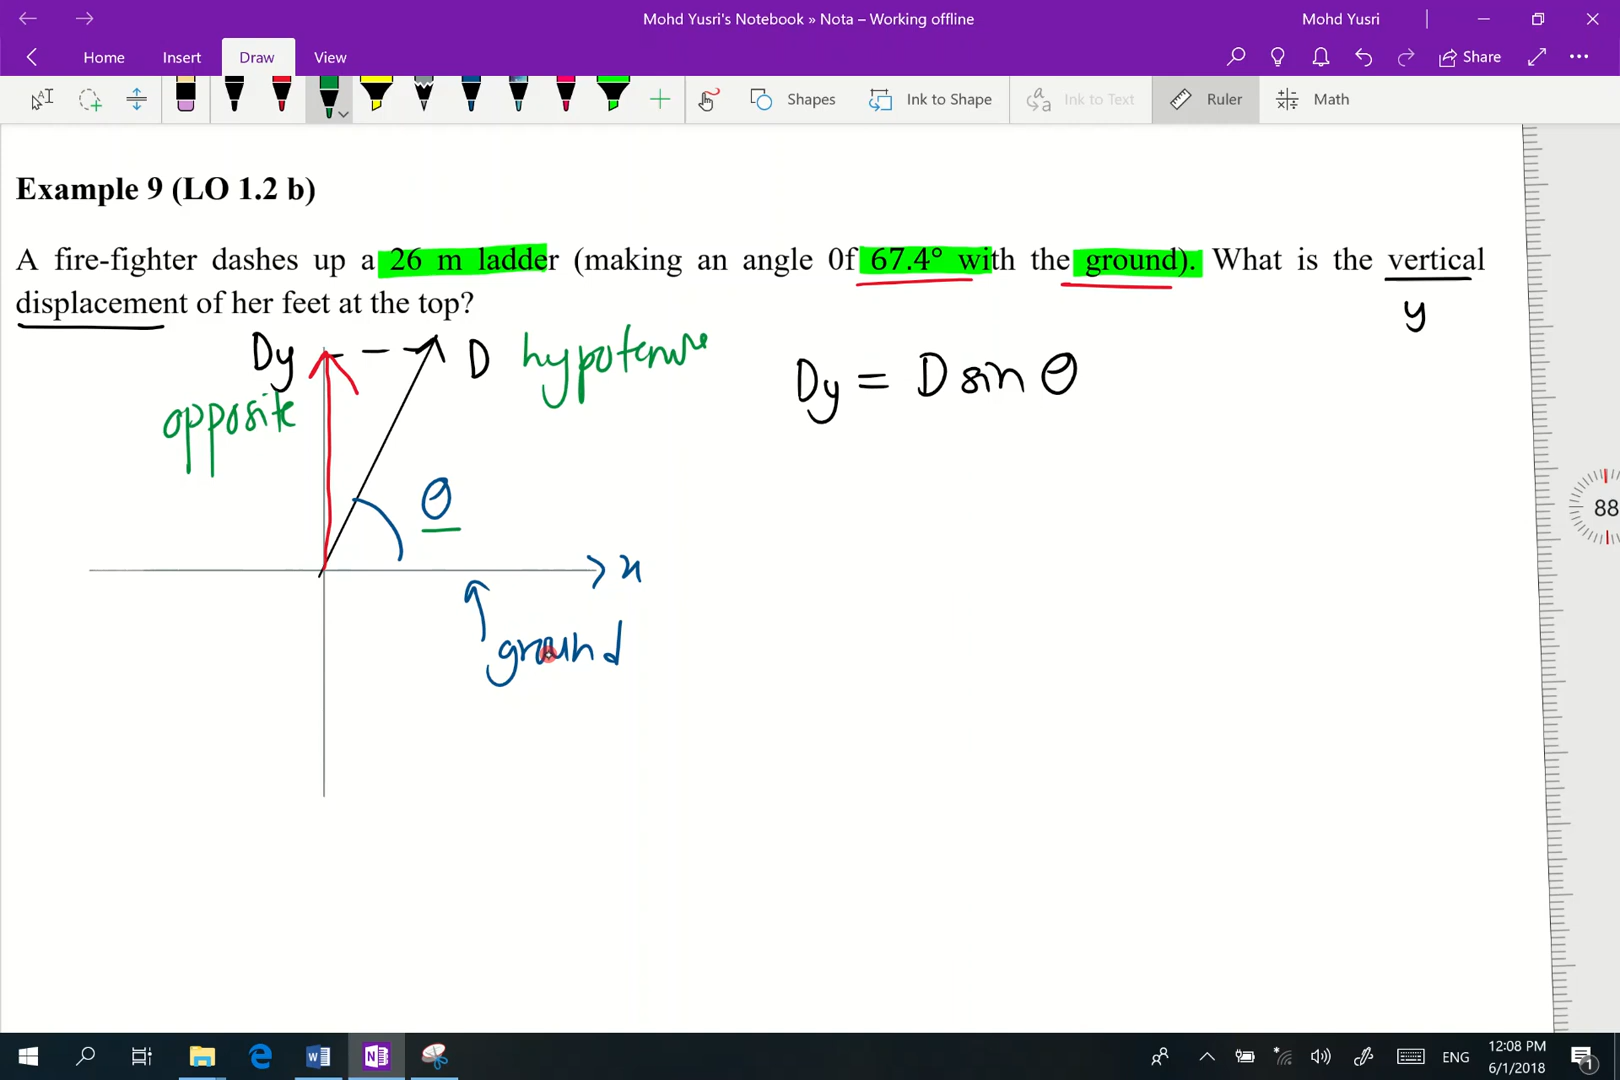 Mohd Yusri's Notebook » Nota – Working offline
Mohd Yusri
Home Insert Draw View
Share
Shapes Ink to Shape Ink to Text Ruler Math
Example 9 (LO 1.2 b)
A fire-fighter dashes up a 26 m ladder (making an angle 0f 67.4° with the ground). What is the vertical
displacement of her feet at the top?
y
Dy D hypotenuse
Dy = D sin θ
opposite
θ
x
ground
88
ENG
12:08 PM
6/1/2018
1